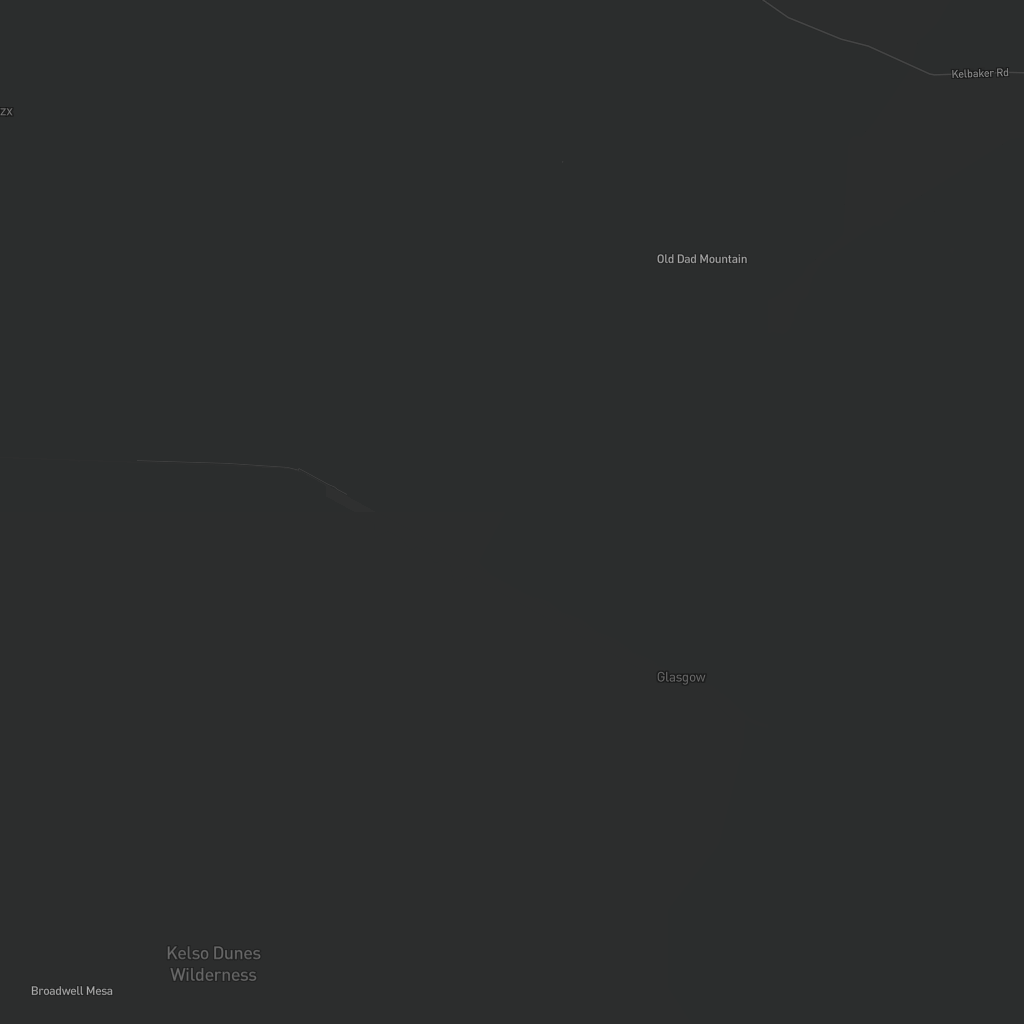 Kelbaker Rd
zx
Old Dad Mountain
Glasgow
Kelso Dunes
Wilderness
Broadwell Mesa